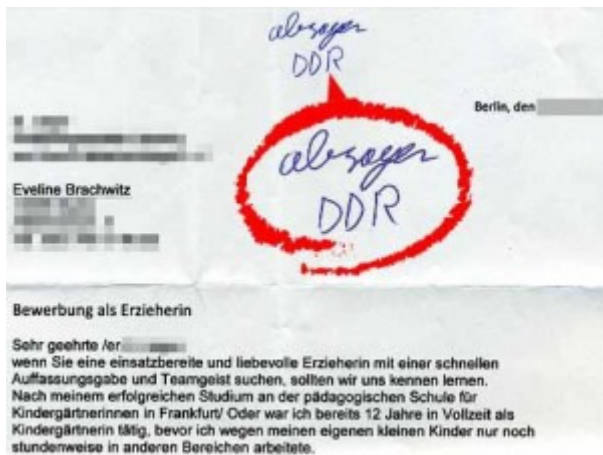 absagen
DDR
Berlin, den
absagen
DDR
Eveline Brachwitz
Bewerbung als Erzieherin
Sehr geehrte /er
wenn Sie eine einsatzbereite und liebevolle Erzieherin mit einer schnellen
Auffassungsgabe und Teamgeist suchen, sollten wir uns kennen lernen.
Nach meinem erfolgreichen Studium an der pädagogischen Schule für
Kindergärtnerinnen in Frankfurt/ Oder war ich bereits 12 Jahre in Vollzeit als
Kindergärtnerin tätig, bevor ich wegen meinen eigenen kleinen Kinder nur noch
stundenweise in anderen Bereichen arbeitete.